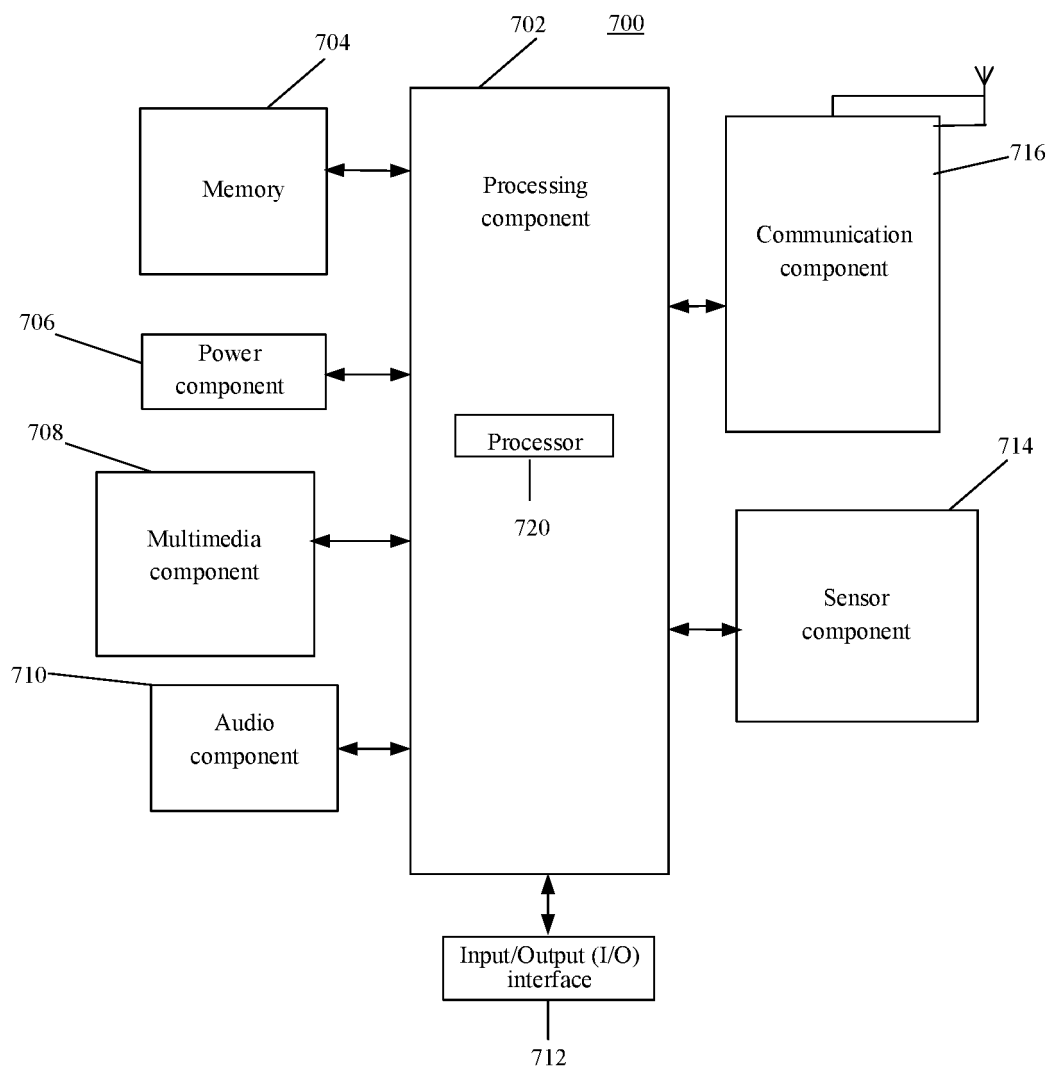 702
700
704
Memory
Processing
component
716
Communication
component
706
Power
component
708
Processor
720
714
Multimedia
component
Sensor
component
710
Audio
component
Input/Output (I/O)
interface
712